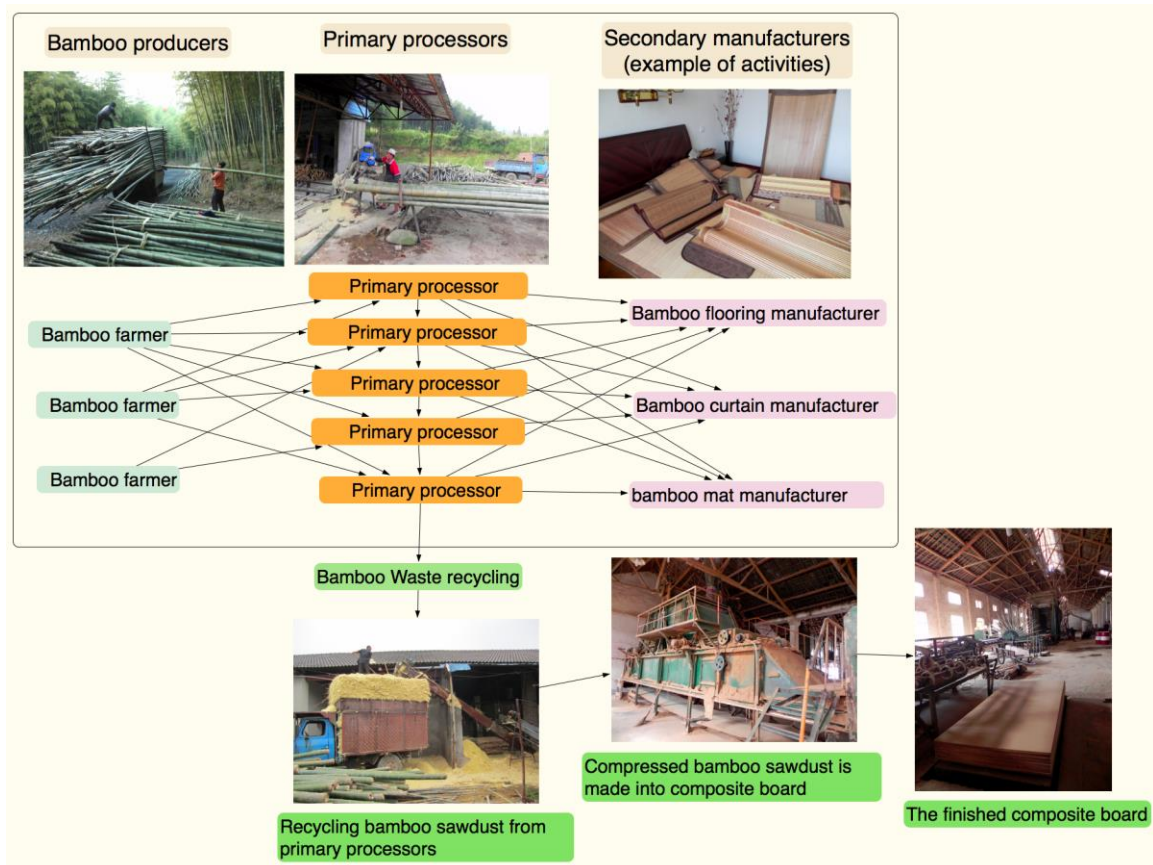 Bamboo producers
Primary processors
Secondary manufacturers
(example of activities)
Primary processor
Bamboo flooring manufacturer
Bamboo farmer
Primary processor
Primary processor
Bamboo farmer
Bamboo curtain manufacturer
Primary processor
Bamboo farmer
Primary processor
bamboo mat manufacturer
Bamboo Waste recycling
Recycling bamboo sawdust from
primary processors
Compressed bamboo sawdust is
made into composite board
The finished composite board